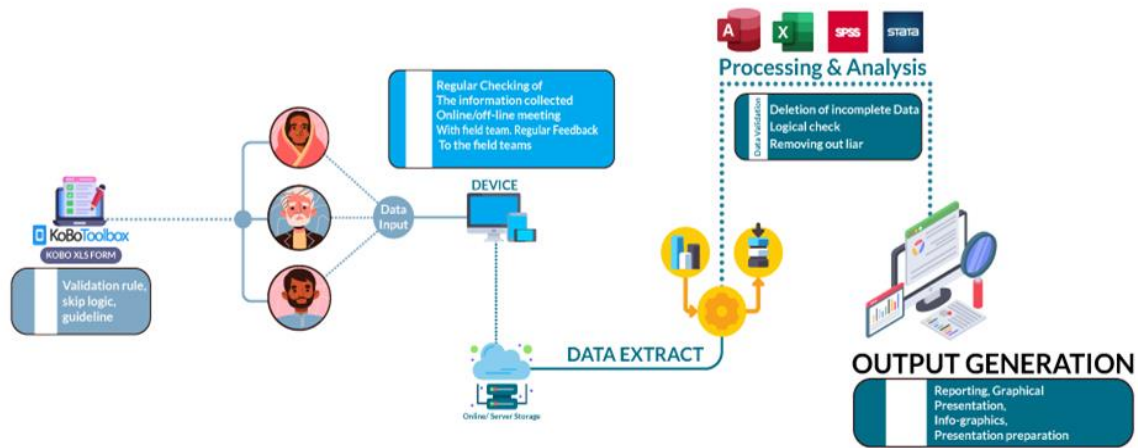 KoBoToolbox
KOBO XLS FORM
Validation rule,
skip logic,
guideline
Data
Input
Regular Checking of
The information collected
Online/off-line meeting
With field team. Regular Feedback
To the field teams
DEVICE
Online/ Server Storage
DATA EXTRACT
A
X
SPSS
STATA
Processing & Analysis
Data Validation
Deletion of incomplete Data
Logical check
Removing out liar
OUTPUT GENERATION
Reporting, Graphical
Presentation,
Info-graphics,
Presentation preparation